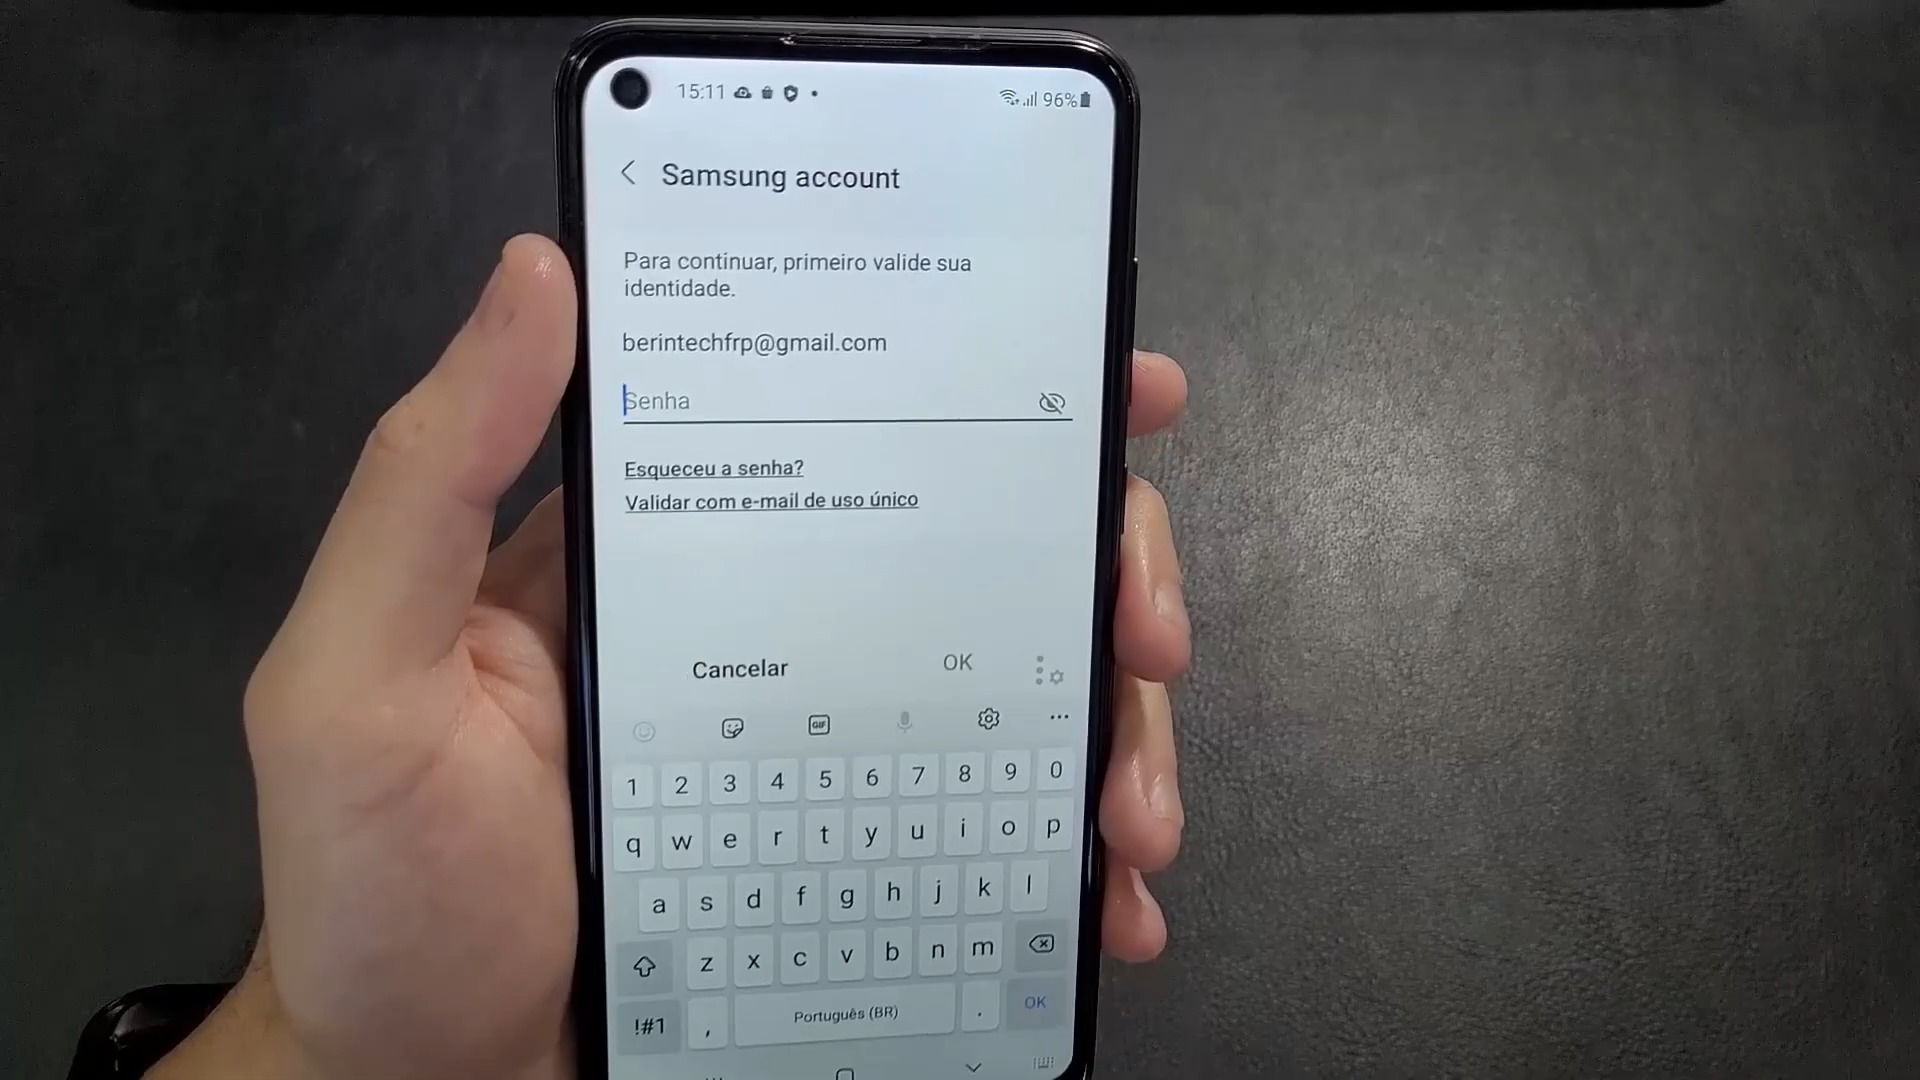 15:11
96%
Samsung account
Para continuar, primeiro valide sua
identidade.
berintechfrp@gmail.com
Senha
Esqueceu a senha?
Validar com e-mail de uso único
Cancelar OK
GIF
1 2 3 4 5 6 7 8 9 0
q w e r t y u i o p
a s d f g h j k l
z x c v b n m
!#1 , Português (BR) . OK